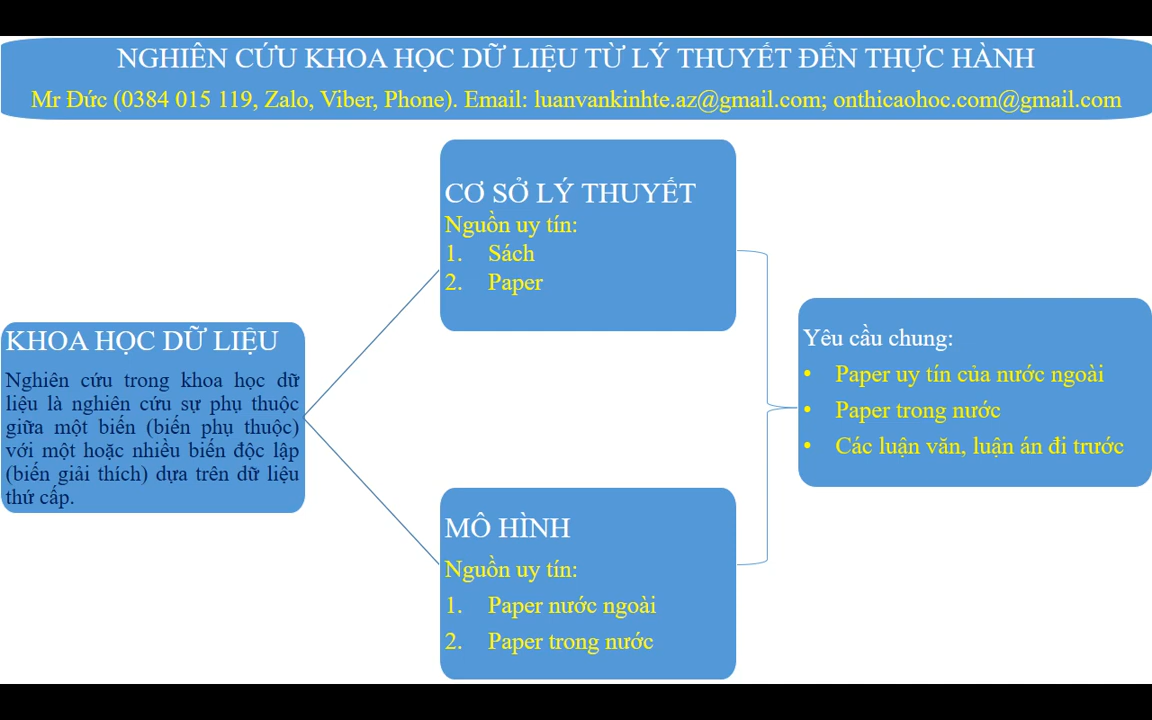 NGHIÊN CỨU KHOA HỌC DỮ LIỆU TỪ LÝ THUYẾT ĐẾN THỰC HÀNH
Mr Đức (0384 015 119, Zalo, Viber, Phone). Email: luanvankinhte.az@gmail.com; onthicaohoc.com@gmail.com
KHOA HỌC DỮ LIỆU
Nghiên cứu trong khoa học dữ
liệu là nghiên cứu sự phụ thuộc
giữa một biến (biến phụ thuộc)
với một hoặc nhiều biến độc lập
(biến giải thích) dựa trên dữ liệu
thứ cấp.
CƠ SỞ LÝ THUYẾT
Nguồn uy tín:
1. Sách
2. Paper
MÔ HÌNH
Nguồn uy tín:
1. Paper nước ngoài
2. Paper trong nước
Yêu cầu chung:
• Paper uy tín của nước ngoài
• Paper trong nước
• Các luận văn, luận án đi trước